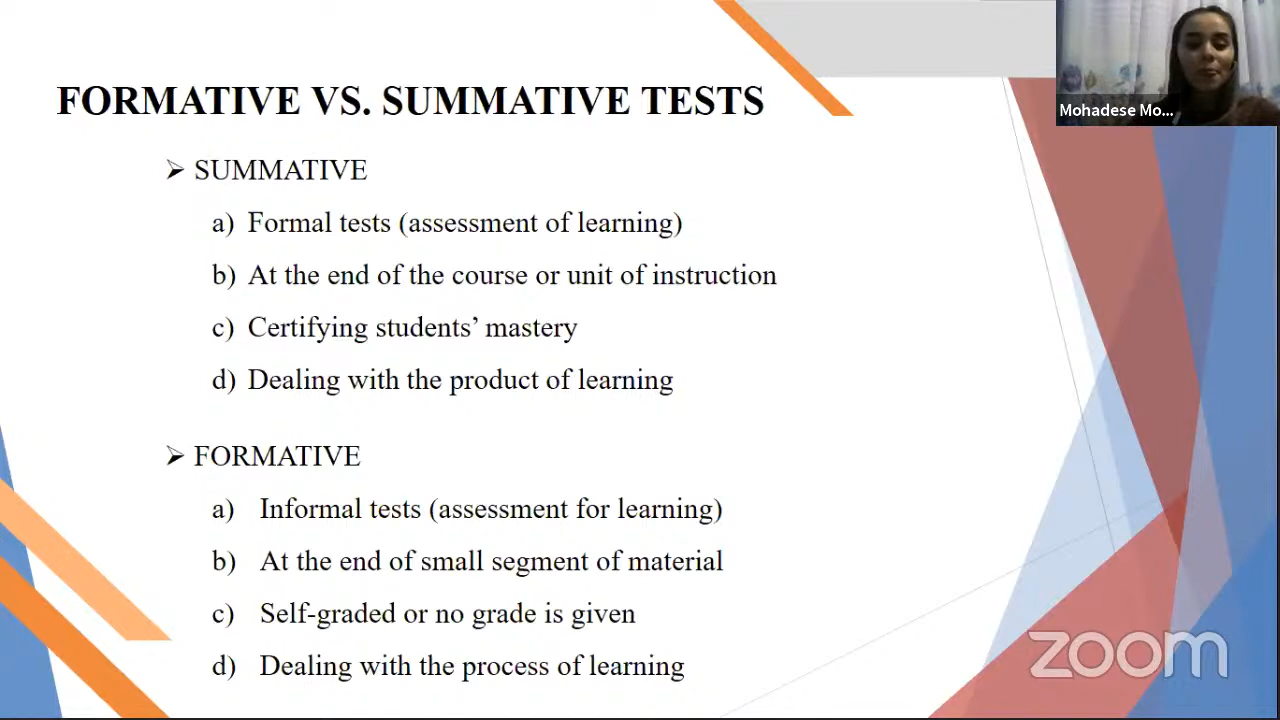 Mohadese Mo...
FORMATIVE VS. SUMMATIVE TESTS
➢ SUMMATIVE
a) Formal tests (assessment of learning)
b) At the end of the course or unit of instruction
c) Certifying students’ mastery
d) Dealing with the product of learning
➢ FORMATIVE
a) Informal tests (assessment for learning)
b) At the end of small segment of material
c) Self-graded or no grade is given
d) Dealing with the process of learning
zoom